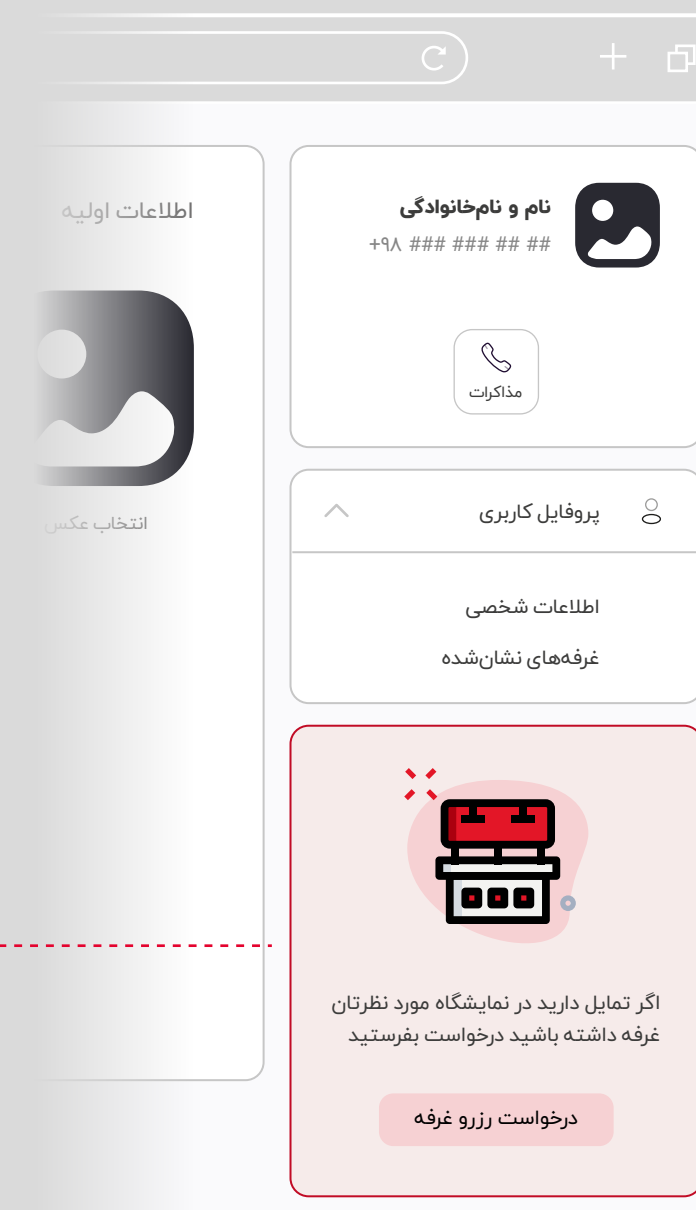 نام و نام‌خانوادگی
+۹۸ ### ### ## ##
مذاکرات
پروفایل کاربری
اطلاعات شخصی
غرفه‌های نشان‌شده
اگر تمایل دارید در نمایشگاه مورد نظرتان
غرفه داشته باشید درخواست بفرستید
درخواست رزرو غرفه
اطلاعات اولیه
انتخاب عکس